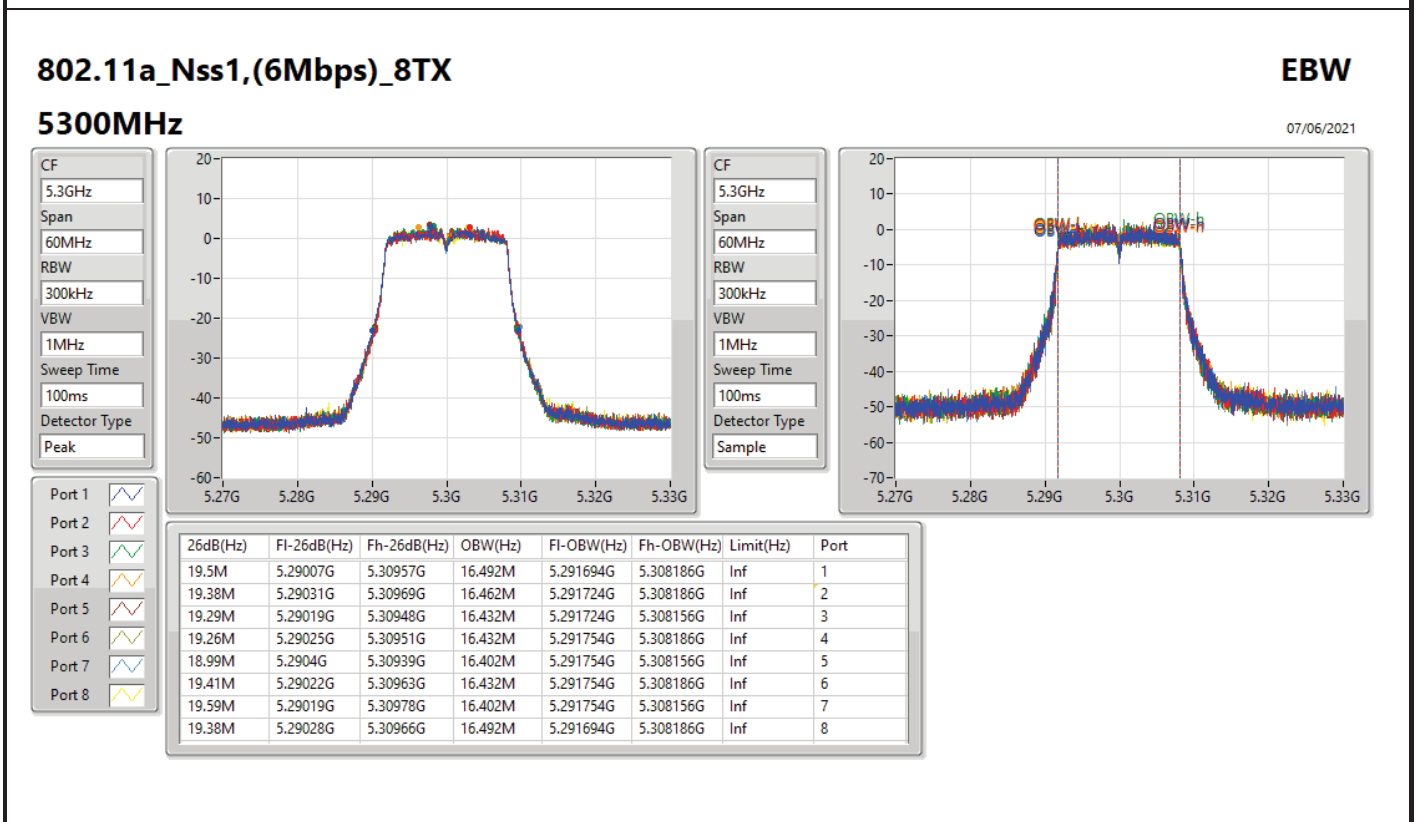 802.11a_Nss1,(6Mbps)_8TX
EBW
5300MHz
07/06/2021
CF
5.3GHz
Span
60MHz
RBW
300kHz
VBW
1MHz
Sweep Time
100ms
Detector Type
Peak
20
10
0
-10
-20
-30
-40
-50
-60
5.27G 5.28G 5.29G 5.3G 5.31G 5.32G 5.33G
CF
5.3GHz
Span
60MHz
RBW
300kHz
VBW
1MHz
Sweep Time
100ms
Detector Type
Sample
20
10
0
-10
-20
-30
-40
-50
-60
-70
OBW-l OBW-h
5.27G 5.28G 5.29G 5.3G 5.31G 5.32G 5.33G
Port 1
Port 2
Port 3
Port 4
Port 5
Port 6
Port 7
Port 8
26dB(Hz) Fl-26dB(Hz) Fh-26dB(Hz) OBW(Hz) Fl-OBW(Hz) Fh-OBW(Hz) Limit(Hz) Port
19.5M 5.29007G 5.30957G 16.492M 5.291694G 5.308186G Inf 1
19.38M 5.29031G 5.30969G 16.462M 5.291724G 5.308186G Inf 2
19.29M 5.29019G 5.30948G 16.432M 5.291724G 5.308156G Inf 3
19.26M 5.29025G 5.30951G 16.432M 5.291754G 5.308186G Inf 4
18.99M 5.2904G 5.30939G 16.402M 5.291754G 5.308156G Inf 5
19.41M 5.29022G 5.30963G 16.432M 5.291754G 5.308186G Inf 6
19.59M 5.29019G 5.30978G 16.402M 5.291754G 5.308156G Inf 7
19.38M 5.29028G 5.30966G 16.492M 5.291694G 5.308186G Inf 8